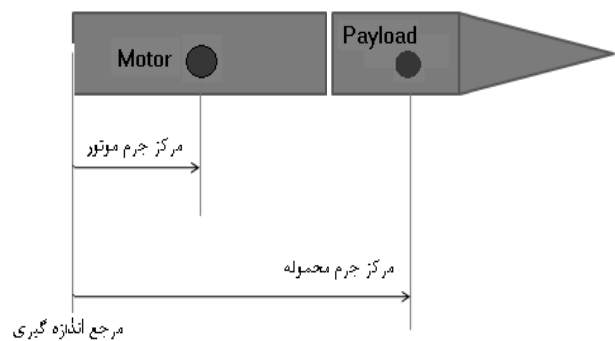 Payload
Motor
مرکز جرم موتور
مرکز جرم محموله
مرجع اندازه گیری